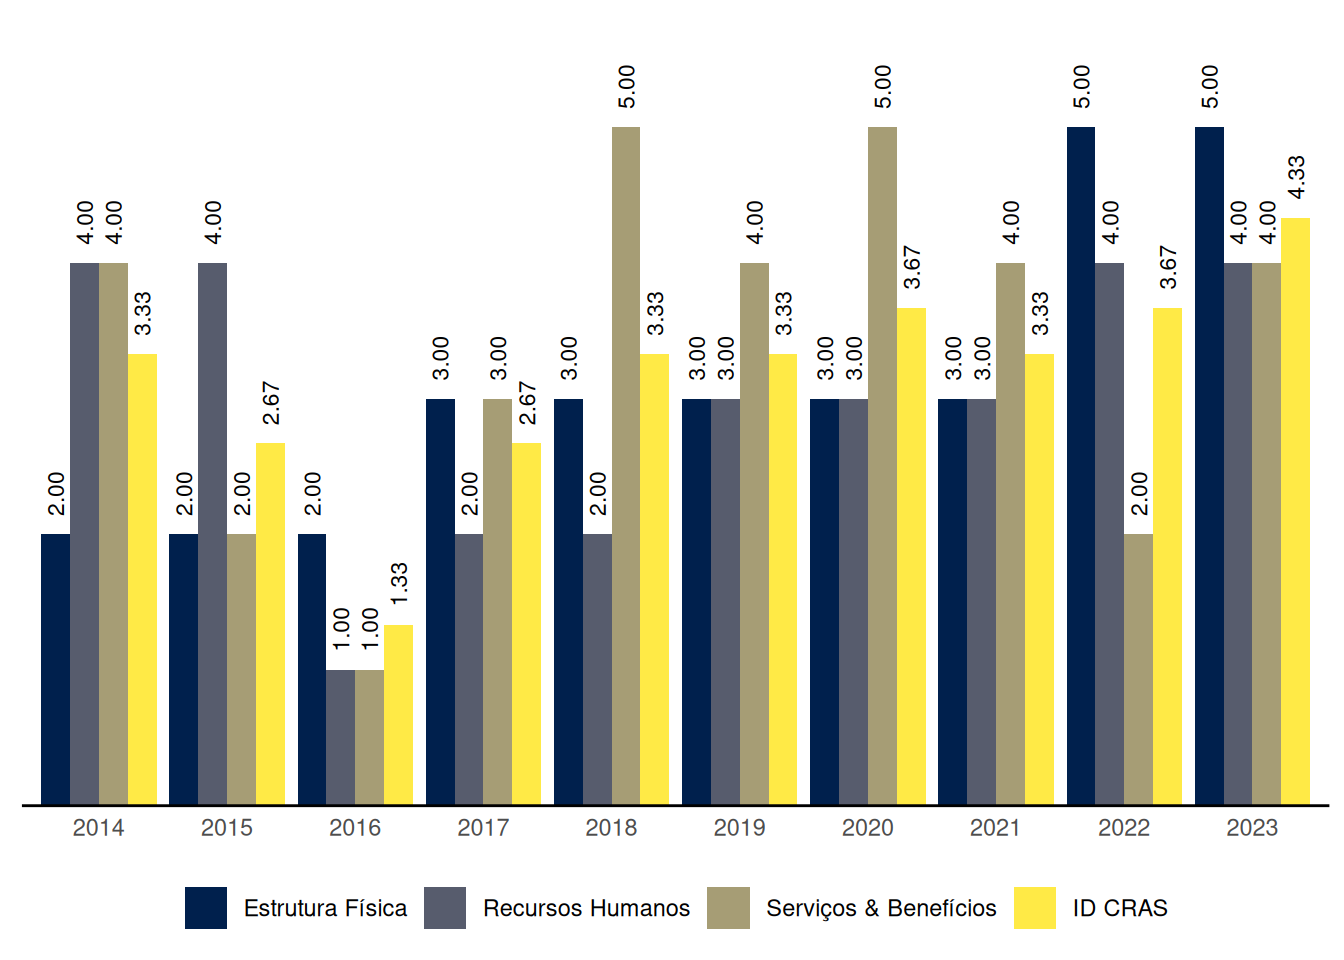 2.00 4.00 4.00 3.33 2.00 4.00 2.00 2.67 2.00 1.00 1.00 1.33 3.00 2.00 3.00 2.67 3.00 2.00 5.00 3.33 3.00 3.00 4.00 3.33 3.00 3.00 5.00 3.67 3.00 3.00 4.00 3.33 5.00 4.00 2.00 3.67 5.00 4.00 4.00 4.33
2014 2015 2016 2017 2018 2019 2020 2021 2022 2023
Estrutura Física Recursos Humanos Serviços & Benefícios ID CRAS